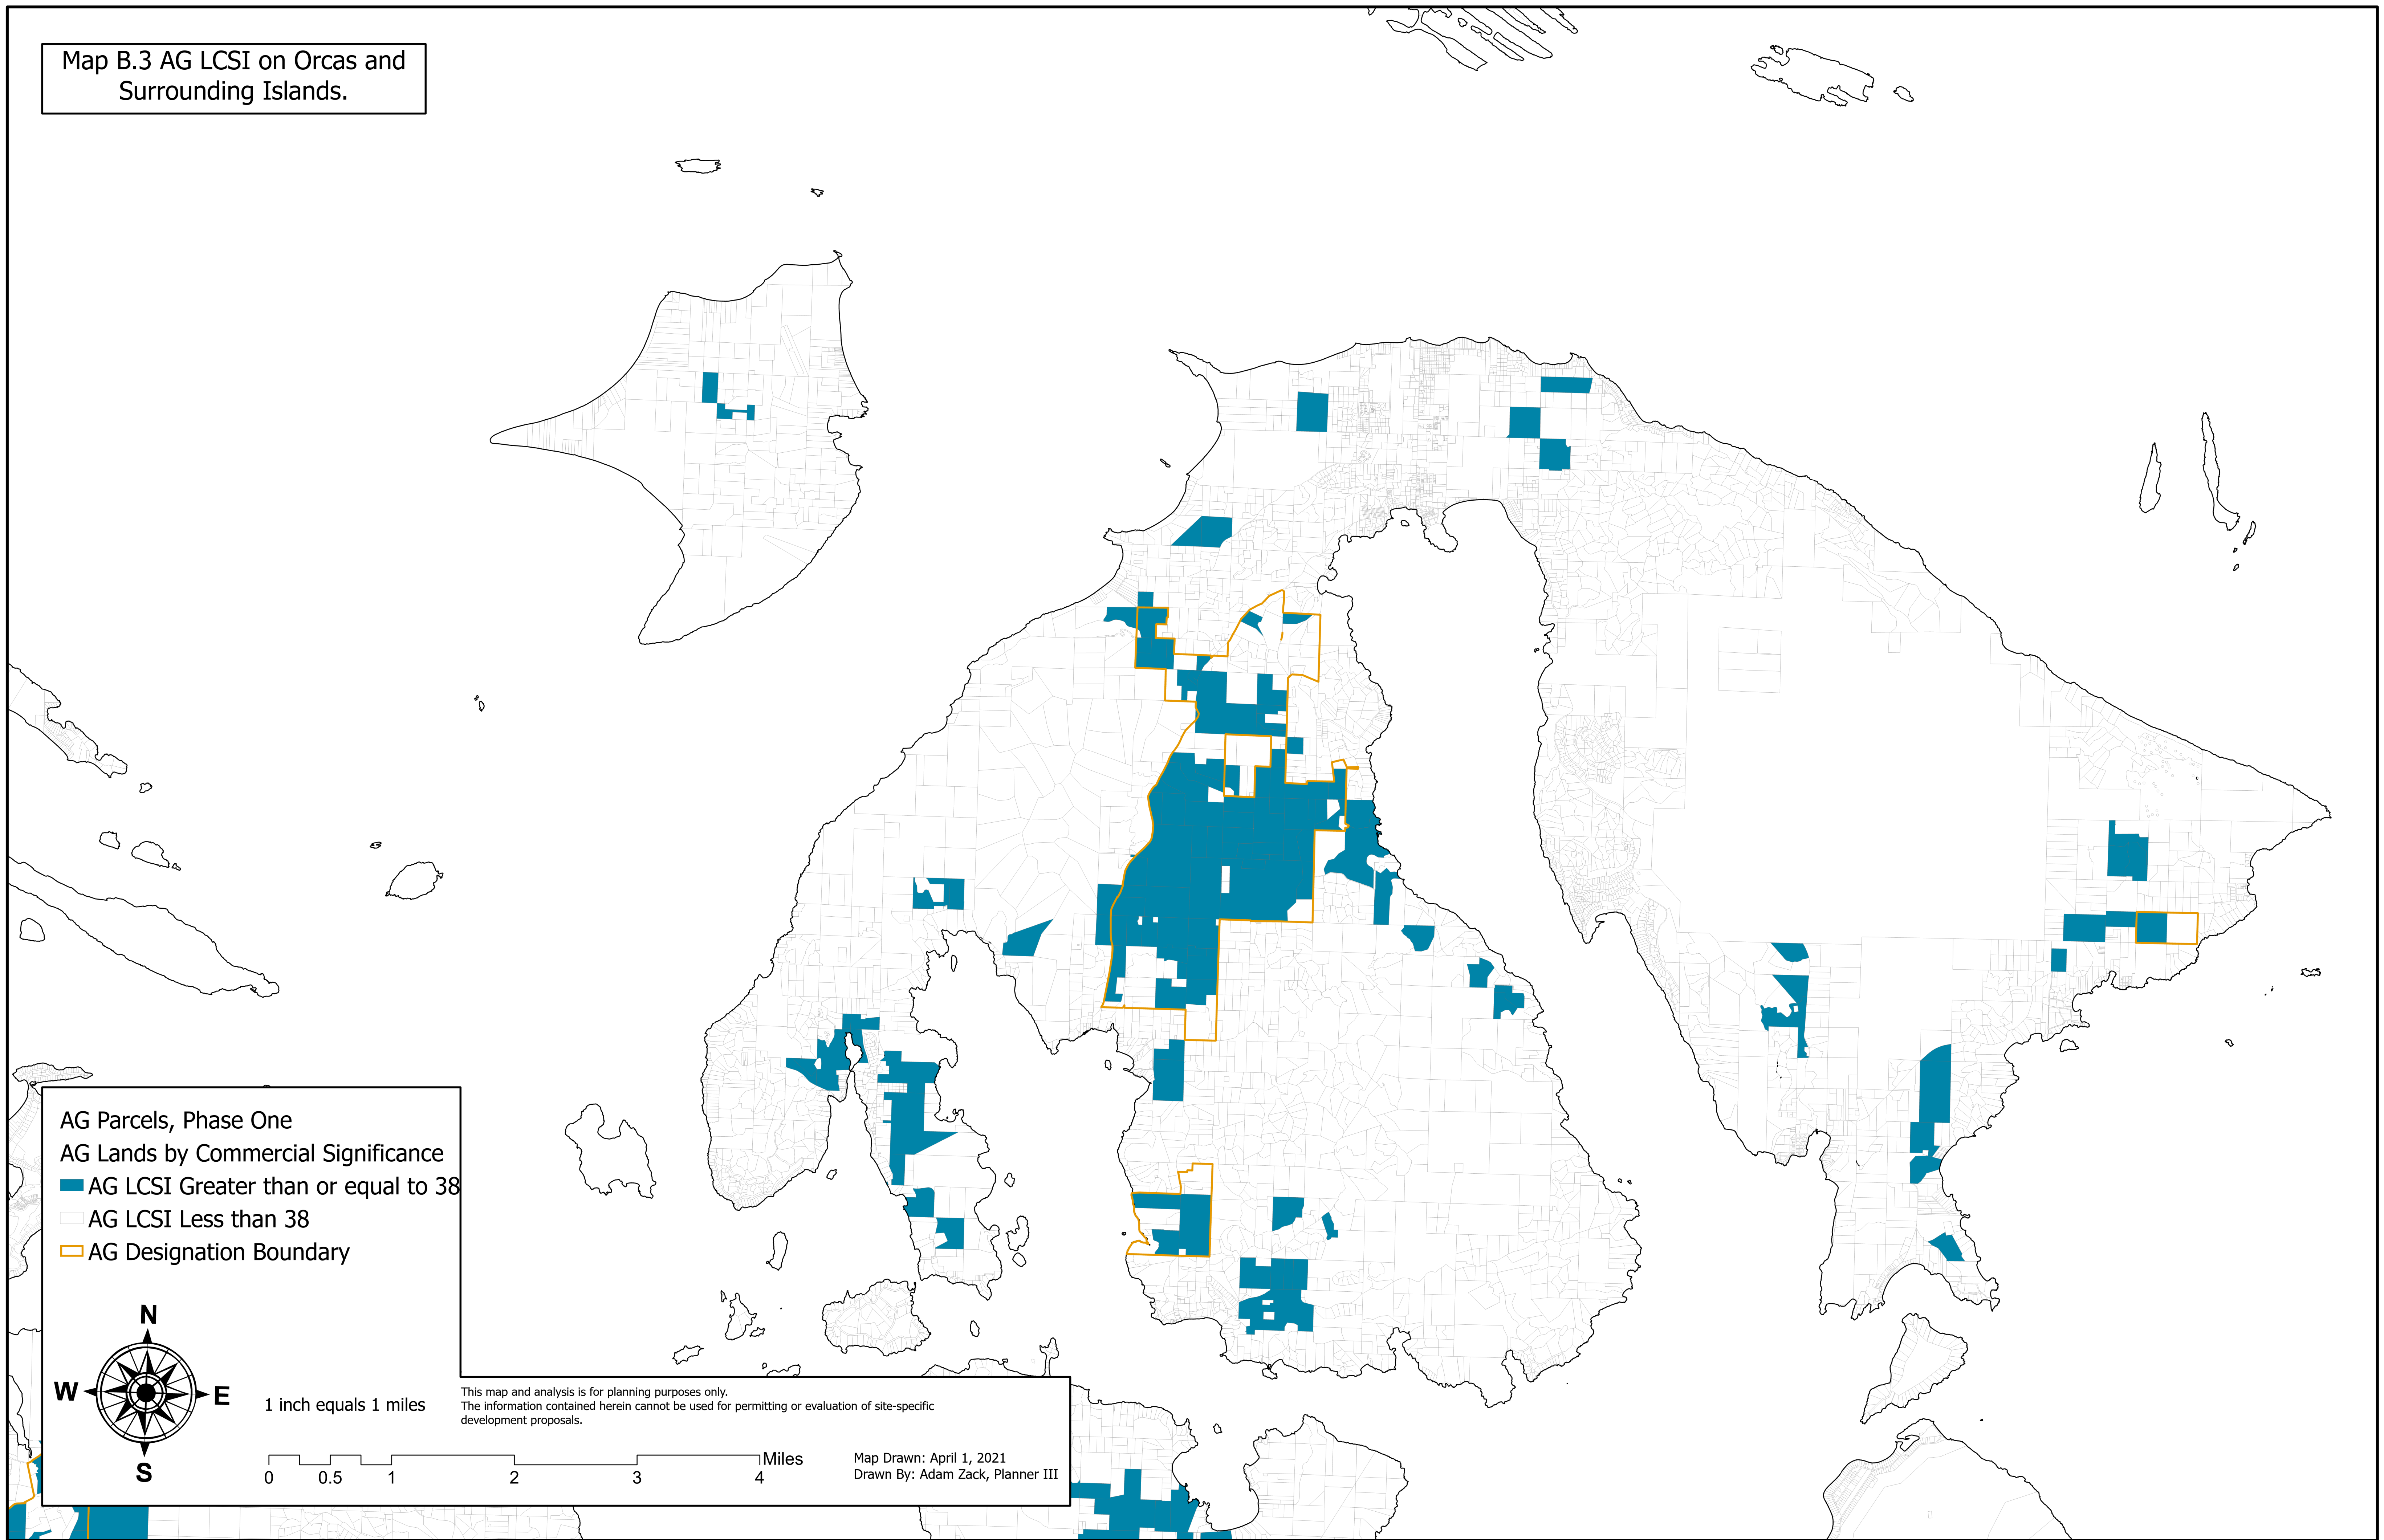 Map B.3 AG LCSI on Orcas and
Surrounding Islands.
AG Parcels, Phase One
AG Lands by Commercial Significance
AG LCSI Greater than or equal to 38
AG LCSI Less than 38
AG Designation Boundary
N
W
E
S
1 inch equals 1 miles
This map and analysis is for planning purposes only.
The information contained herein cannot be used for permitting or evaluation of site-specific
development proposals.
Miles
0 0.5 1 2 3 4
Map Drawn: April 1, 2021
Drawn By: Adam Zack, Planner III